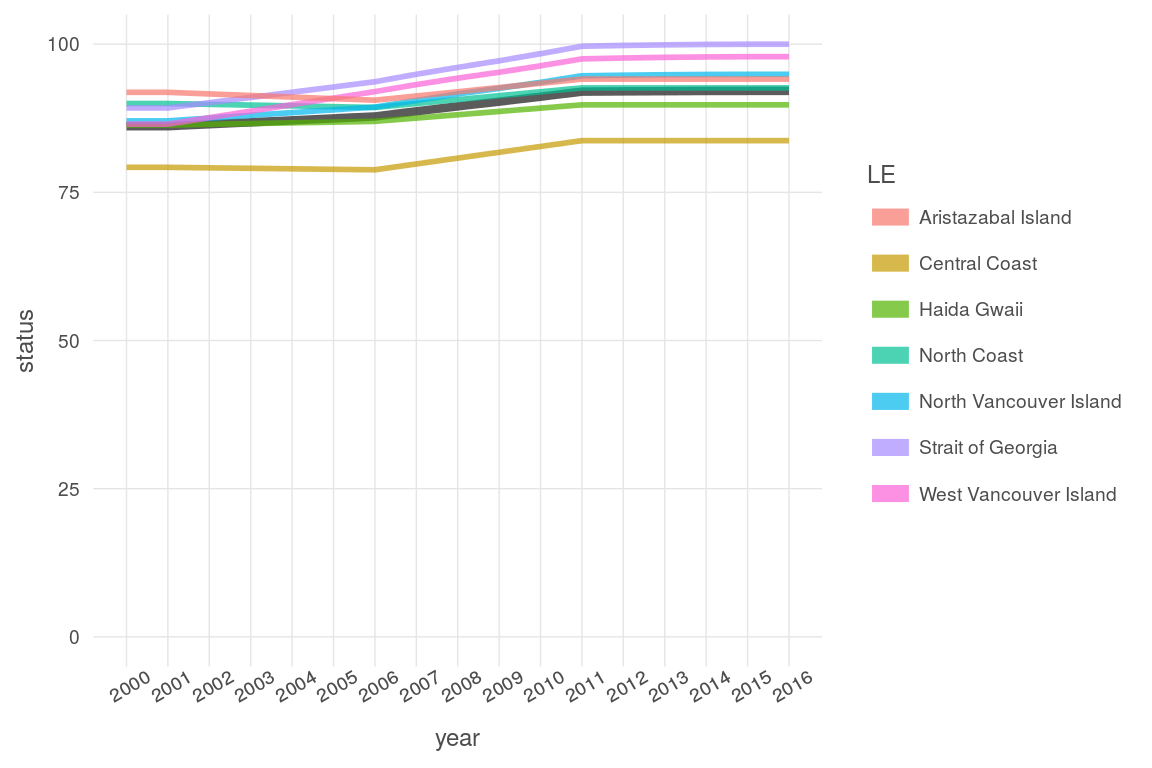 100
75
50
25
0
status
2000 2001 2002 2003 2004 2005 2006 2007 2008 2009 2010 2011 2012 2013 2014 2015 2016
year
LE
Aristazabal Island
Central Coast
Haida Gwaii
North Coast
North Vancouver Island
Strait of Georgia
West Vancouver Island